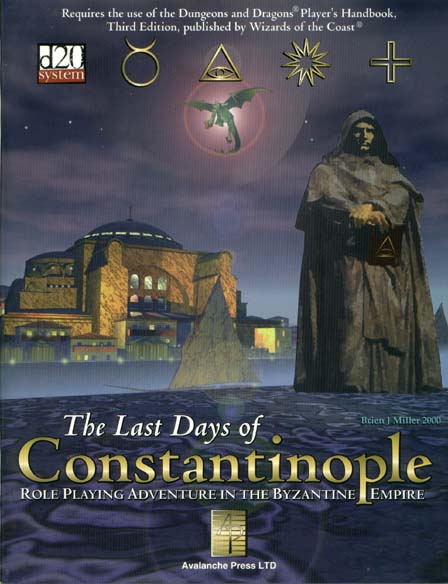 Requires the use of the Dungeons and Dragons® Player's Handbook,
Third Edition, published by Wizards of the Coast®
d20
system
Brien J Miller 2000
The Last Days of
Constantinople
ROLE PLAYING ADVENTURE IN THE BYZANTINE EMPIRE
AP
Avalanche Press LTD